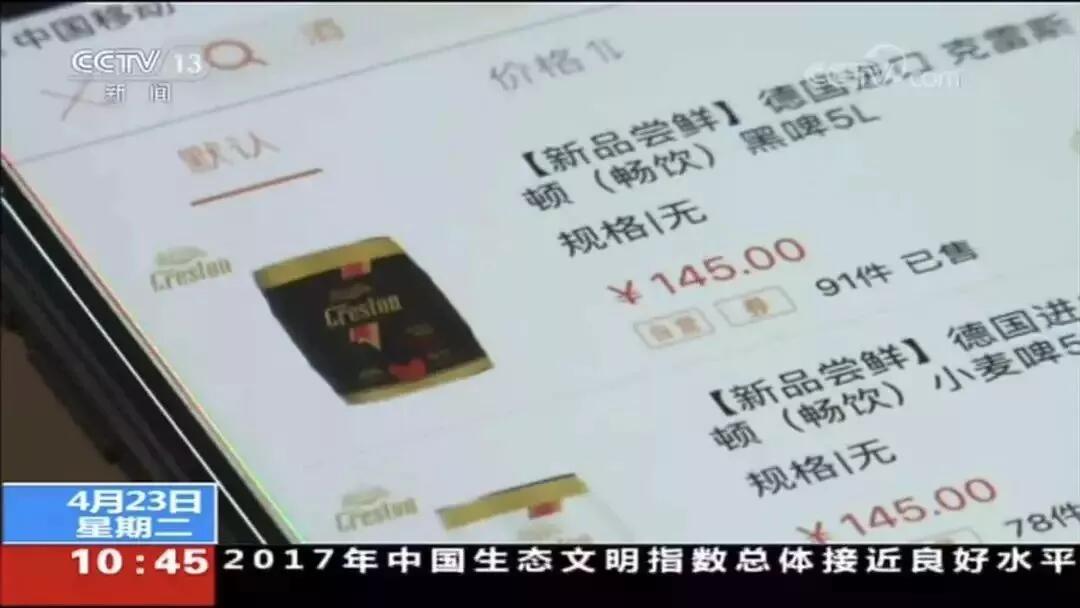 中国移动
CCTV 13
新闻
酒
.com
默认
价格
【新品尝鲜】德国进口 克雷斯
顿（畅饮）黑啤5L
规格|无
￥145.00
91件 已售
自营 券
Creston
Creston
【新品尝鲜】德国进
顿（畅饮）小麦啤5
规格|无
￥145.00
78件
Creston
4月23日
星期二
10:45
2017年中国生态文明指数总体接近良好水平